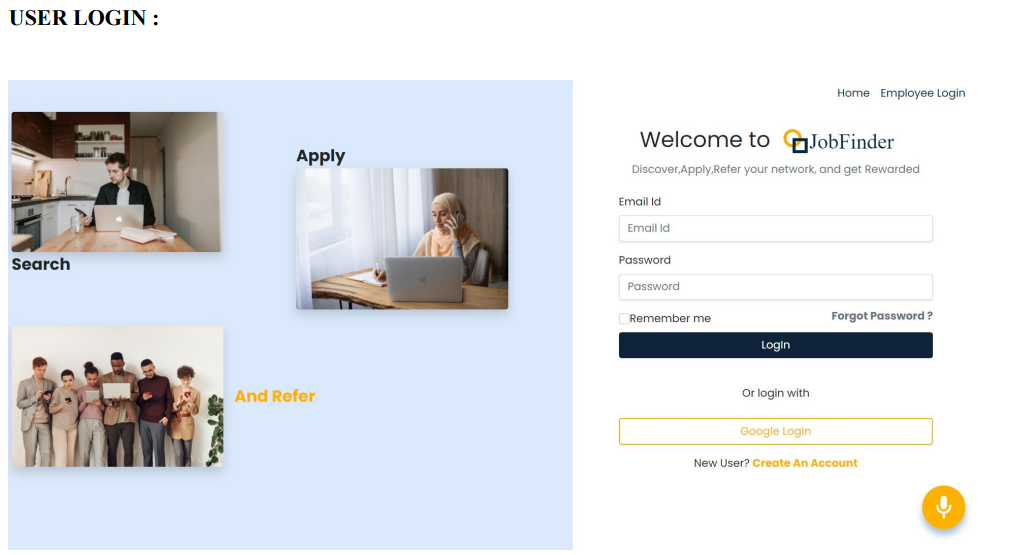 USER LOGIN :
Search
Apply
And Refer
Home Employee Login
Welcome to JobFinder
Discover,Apply,Refer your network, and get Rewarded
Email Id
Email Id
Password
Password
Remember me Forgot Password ?
LogIn
Or login with
Google LogIn
New User? Create An Account